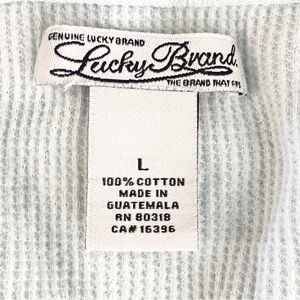 GENUINE LUCKY BRAND
Lucky Brand.
THE BRAND THAT FITS
L
100% COTTON
MADE IN
GUATEMALA
RN 80318
CA# 16396